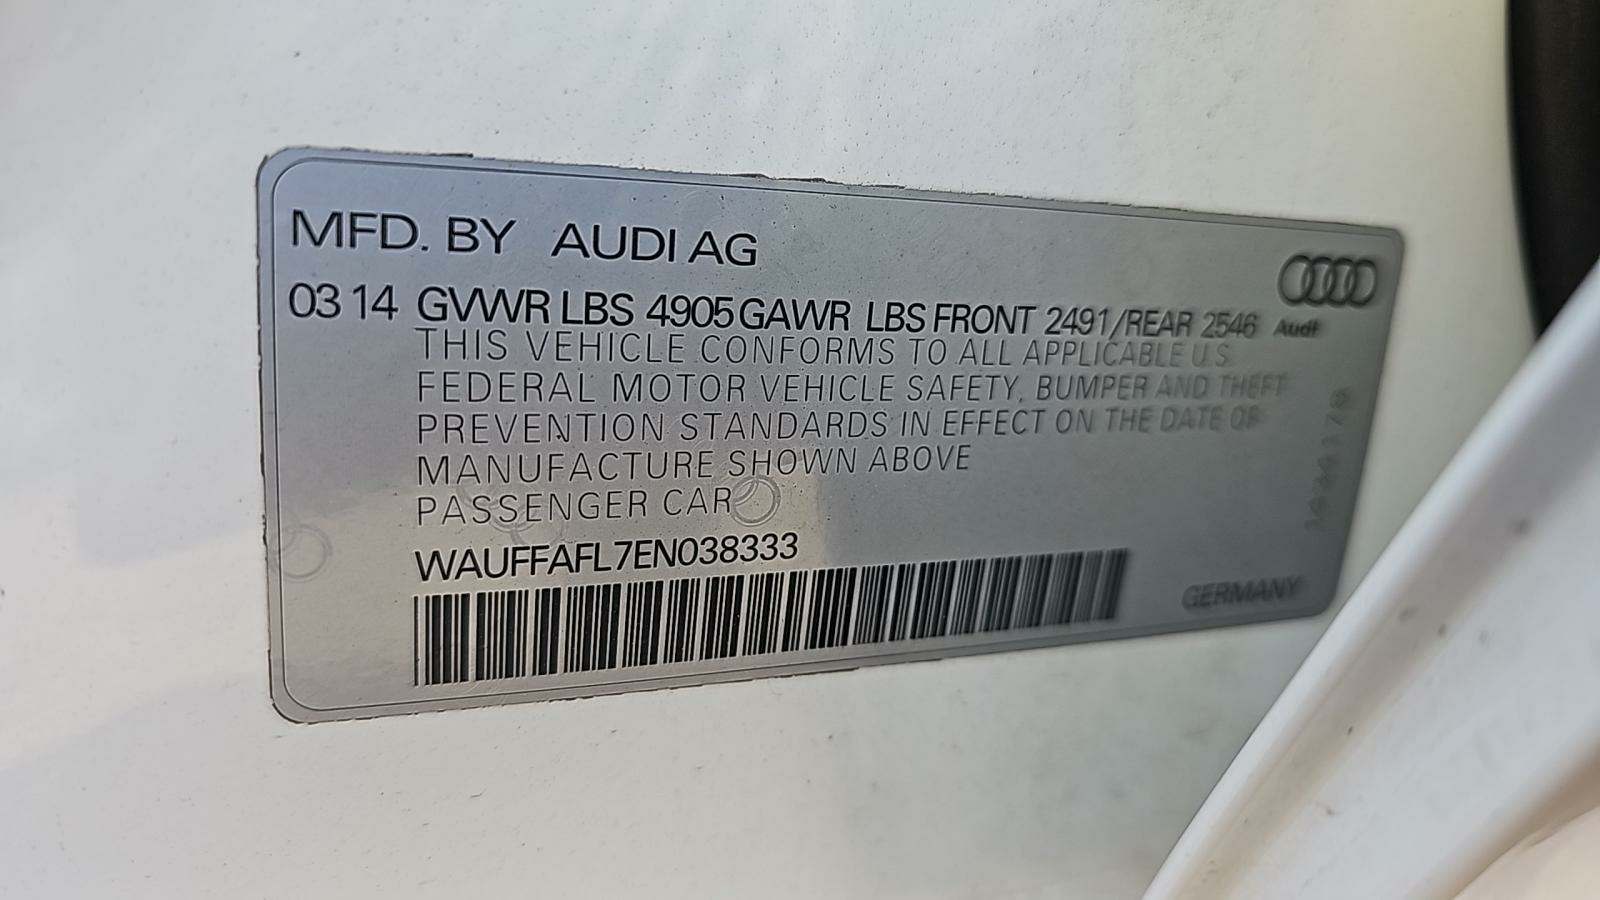 MFD. BY AUDI AG
03 14 GVWR LBS 4905 GAWR LBS FRONT 2491/REAR 2546
Audi
THIS VEHICLE CONFORMS TO ALL APPLICABLE U.S.
FEDERAL MOTOR VEHICLE SAFETY, BUMPER AND THEFT
PREVENTION STANDARDS IN EFFECT ON THE DATE OF
MANUFACTURE SHOWN ABOVE
PASSENGER CAR
WAUFFAFL7EN038333
GERMANY